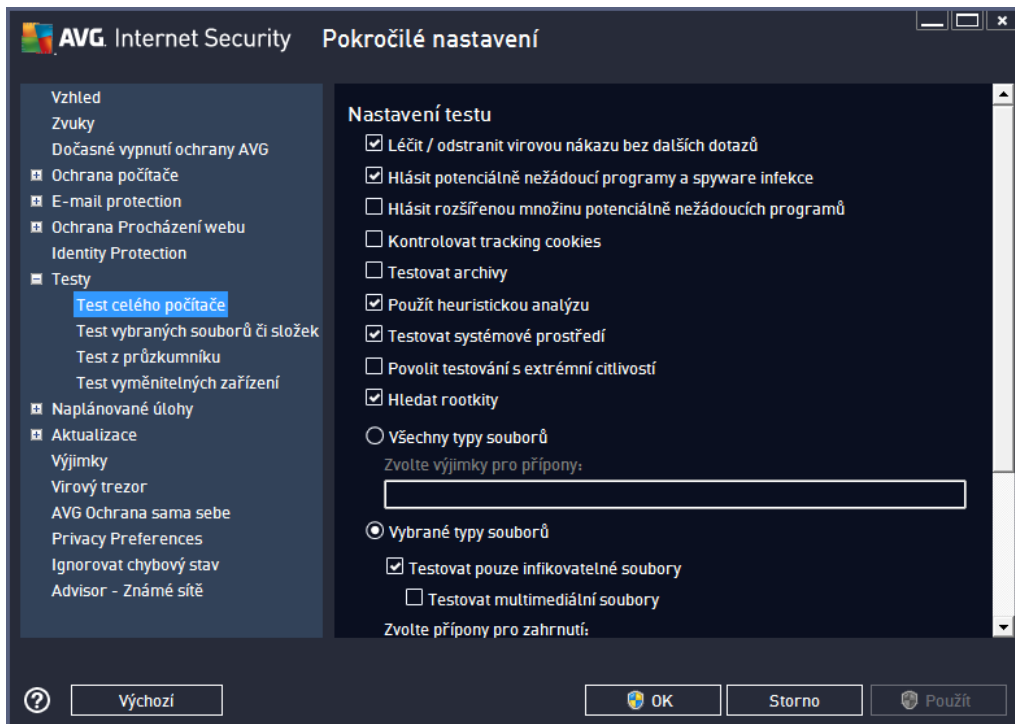 AVG. Internet Security Pokročilé nastavení
Vzhled
Zvuky
Dočasné vypnutí ochrany AVG
Ochrana počítače
E-mail protection
Ochrana Procházení webu
Identity Protection
Testy
Test celého počítače
Test vybraných souborů či složek
Test z průzkumníku
Test vyměnitelných zařízení
Naplánované úlohy
Aktualizace
Výjimky
Virový trezor
AVG Ochrana sama sebe
Privacy Preferences
Ignorovat chybový stav
Advisor - Známé sítě
Nastavení testu
Léčit / odstranit virovou nákazu bez dalších dotazů
Hlásit potenciálně nežádoucí programy a spyware infekce
Hlásit rozšířenou množinu potenciálně nežádoucích programů
Kontrolovat tracking cookies
Testovat archivy
Použít heuristickou analýzu
Testovat systémové prostředí
Povolit testování s extrémní citlivostí
Hledat rootkity
Všechny typy souborů
Zvolte výjimky pro přípony:
Vybrané typy souborů
Testovat pouze infikovatelné soubory
Testovat multimediální soubory
Zvolte přípony pro zahrnutí:
Výchozí
OK
Storno
Použít